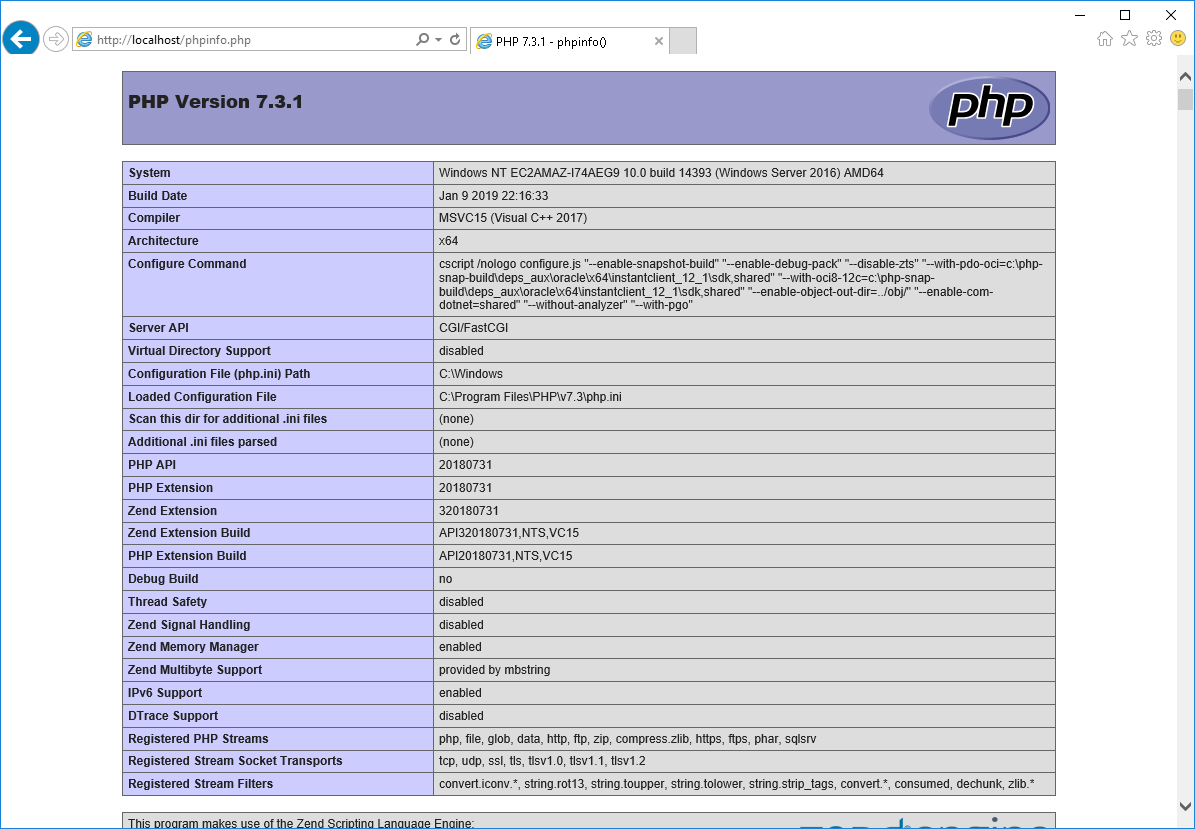 http://localhost/phpinfo.php
PHP 7.3.1 - phpinfo()
PHP Version 7.3.1
php
System Windows NT EC2AMAZ-I74AEG9 10.0 build 14393 (Windows Server 2016) AMD64
Build Date Jan 9 2019 22:16:33
Compiler MSVC15 (Visual C++ 2017)
Architecture x64
Configure Command cscript /nologo configure.js "--enable-snapshot-build" "--enable-debug-pack" "--disable-zts" "--with-pdo-oci=c:\php-
snap-build\deps_aux\oracle\x64\instantclient_12_1\sdk,shared" "--with-oci8-12c=c:\php-snap-
build\deps_aux\oracle\x64\instantclient_12_1\sdk,shared" "--enable-object-out-dir=../obj/" "--enable-com-
dotnet=shared" "--without-analyzer" "--with-pgo"
Server API CGI/FastCGI
Virtual Directory Support disabled
Configuration File (php.ini) Path C:\Windows
Loaded Configuration File C:\Program Files\PHP\v7.3\php.ini
Scan this dir for additional .ini files (none)
Additional .ini files parsed (none)
PHP API 20180731
PHP Extension 20180731
Zend Extension 320180731
Zend Extension Build API320180731,NTS,VC15
PHP Extension Build API20180731,NTS,VC15
Debug Build no
Thread Safety disabled
Zend Signal Handling disabled
Zend Memory Manager enabled
Zend Multibyte Support provided by mbstring
IPv6 Support enabled
DTrace Support disabled
Registered PHP Streams php, file, glob, data, http, ftp, zip, compress.zlib, https, ftps, phar, sqlsrv
Registered Stream Socket Transports tcp, udp, ssl, tls, tlsv1.0, tlsv1.1, tlsv1.2
Registered Stream Filters convert.iconv.*, string.rot13, string.toupper, string.tolower, string.strip_tags, convert.*, consumed, dechunk, zlib.*
This program makes use of the Zend Scripting Language Engine: